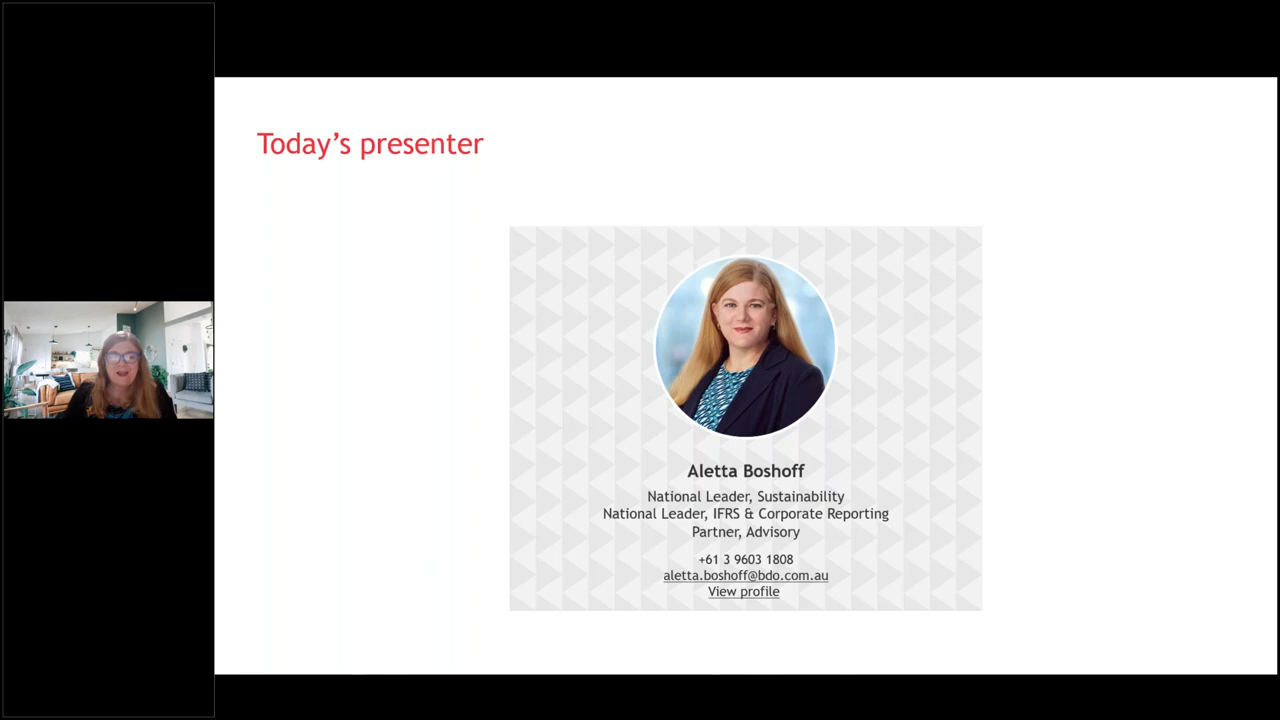 Today’s presenter
Aletta Boshoff
National Leader, Sustainability
National Leader, IFRS & Corporate Reporting
Partner, Advisory
+61 3 9603 1808
aletta.boshoff@bdo.com.au
View profile